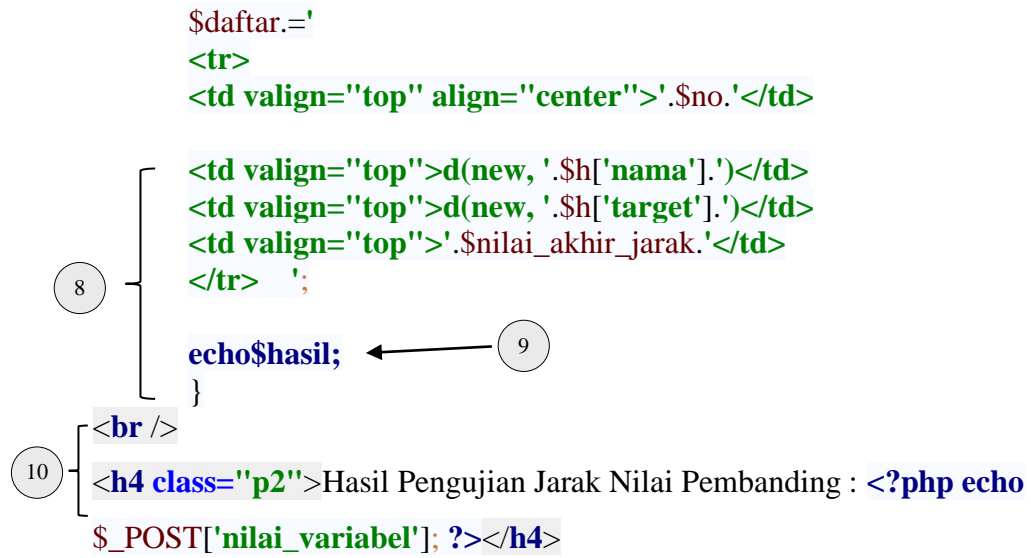 $daftar.='
<tr>
<td valign="top" align="center">'.$no.'</td>
<td valign="top">d(new, '.$h['nama'].')</td>
<td valign="top">d(new, '.$h['target'].')</td>
<td valign="top">'.$nilai_akhir_jarak.'</td>
</tr> ';
8
echo$hasil;
9
}
<br />
10
<h4 class="p2">Hasil Pengujian Jarak Nilai Pembanding : <?php echo
$_POST['nilai_variabel']; ?></h4>